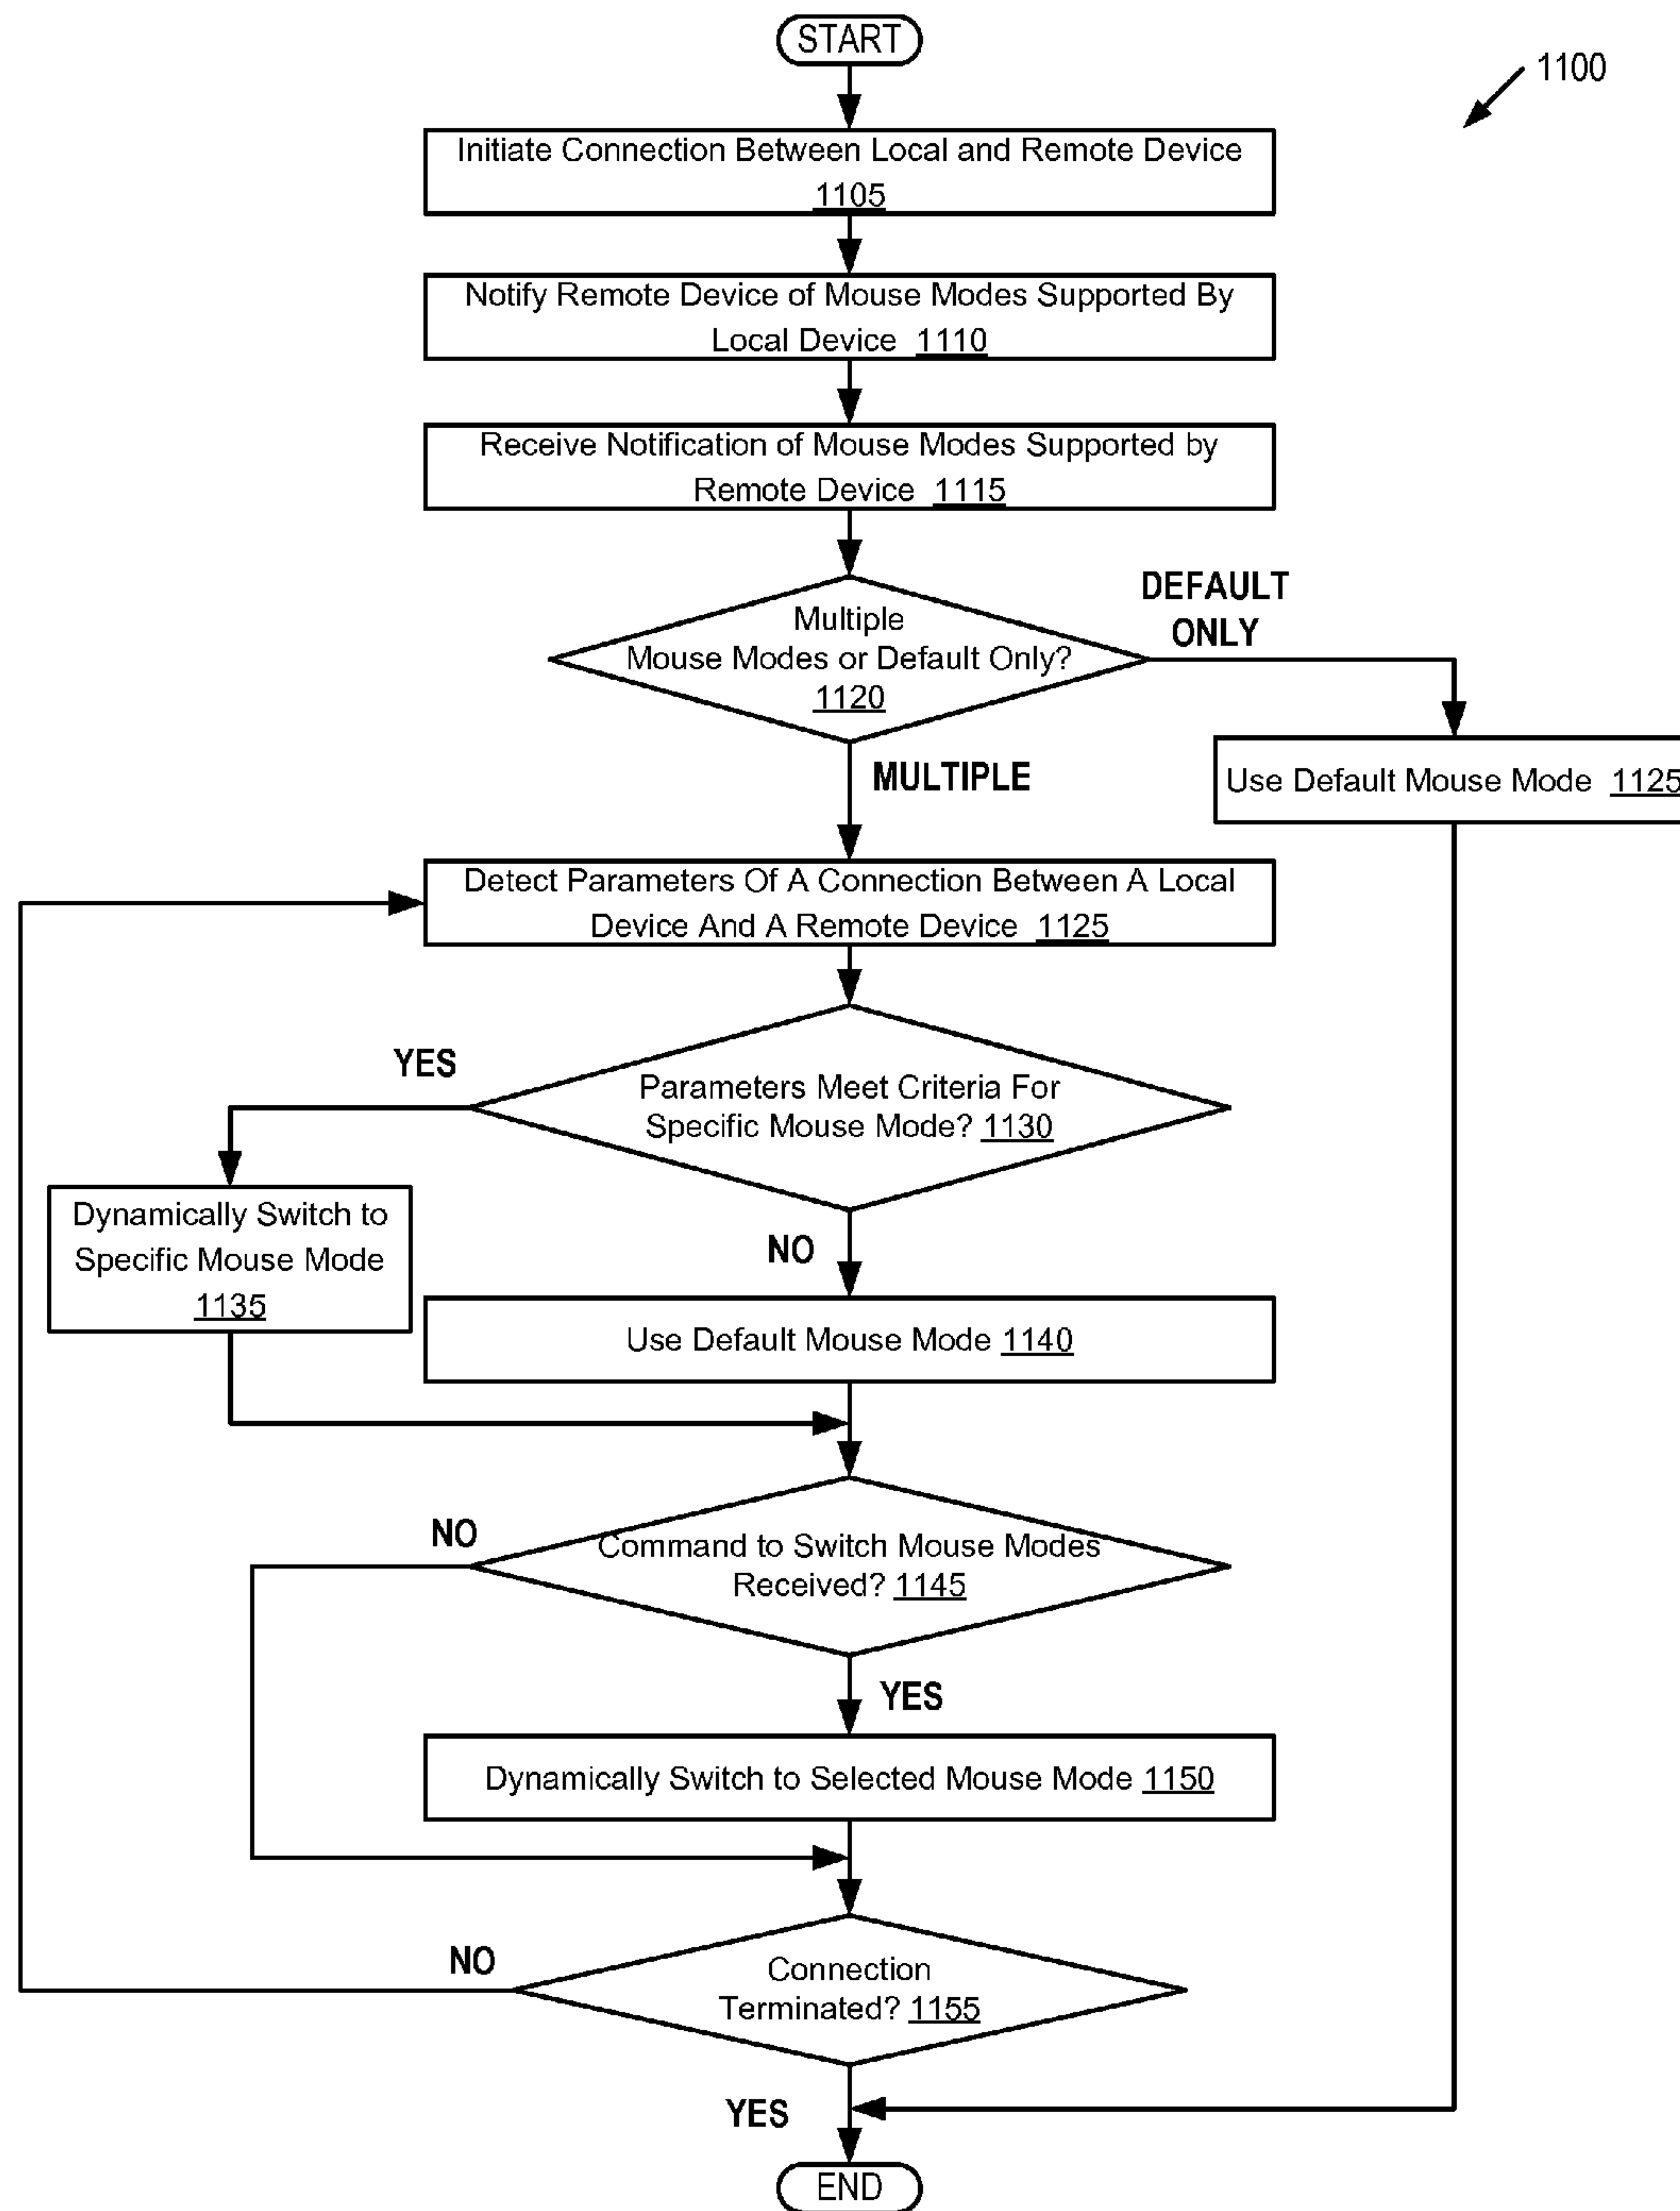 START
1100
Initiate Connection Between Local and Remote Device
1105
Notify Remote Device of Mouse Modes Supported By
Local Device 1110
Receive Notification of Mouse Modes Supported by
Remote Device 1115
DEFAULT
ONLY
Multiple
Mouse Modes or Default Only?
1120
MULTIPLE
Use Default Mouse Mode 1125
Detect Parameters Of A Connection Between A Local
Device And A Remote Device 1125
YES
Parameters Meet Criteria For
Specific Mouse Mode? 1130
Dynamically Switch to
Specific Mouse Mode
1135
NO
Use Default Mouse Mode 1140
NO
Command to Switch Mouse Modes
Received? 1145
YES
Dynamically Switch to Selected Mouse Mode 1150
NO
Connection
Terminated? 1155
YES
END